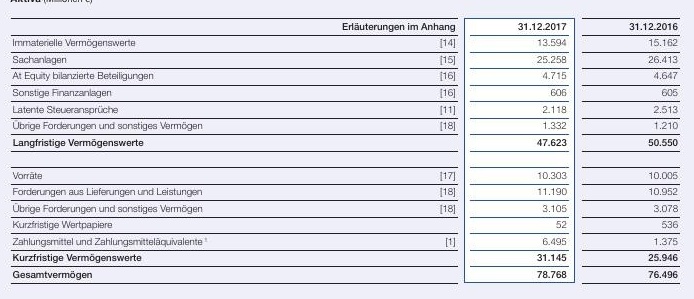 Aktiva (Millionen €)
Erläuterungen im Anhang 31.12.2017 31.12.2016
Immaterielle Vermögenswerte [14] 13.594 15.162
Sachanlagen [15] 25.258 26.413
At Equity bilanzierte Beteiligungen [16] 4.715 4.647
Sonstige Finanzanlagen [16] 606 605
Latente Steueransprüche [11] 2.118 2.513
Übrige Forderungen und sonstiges Vermögen [18] 1.332 1.210
Langfristige Vermögenswerte 47.623 50.550
Vorräte [17] 10.303 10.005
Forderungen aus Lieferungen und Leistungen [18] 11.190 10.952
Übrige Forderungen und sonstiges Vermögen [18] 3.105 3.078
Kurzfristige Wertpapiere 52 536
Zahlungsmittel und Zahlungsmitteläquivalente ¹ [1] 6.495 1.375
Kurzfristige Vermögenswerte 31.145 25.946
Gesamtvermögen 78.768 76.496